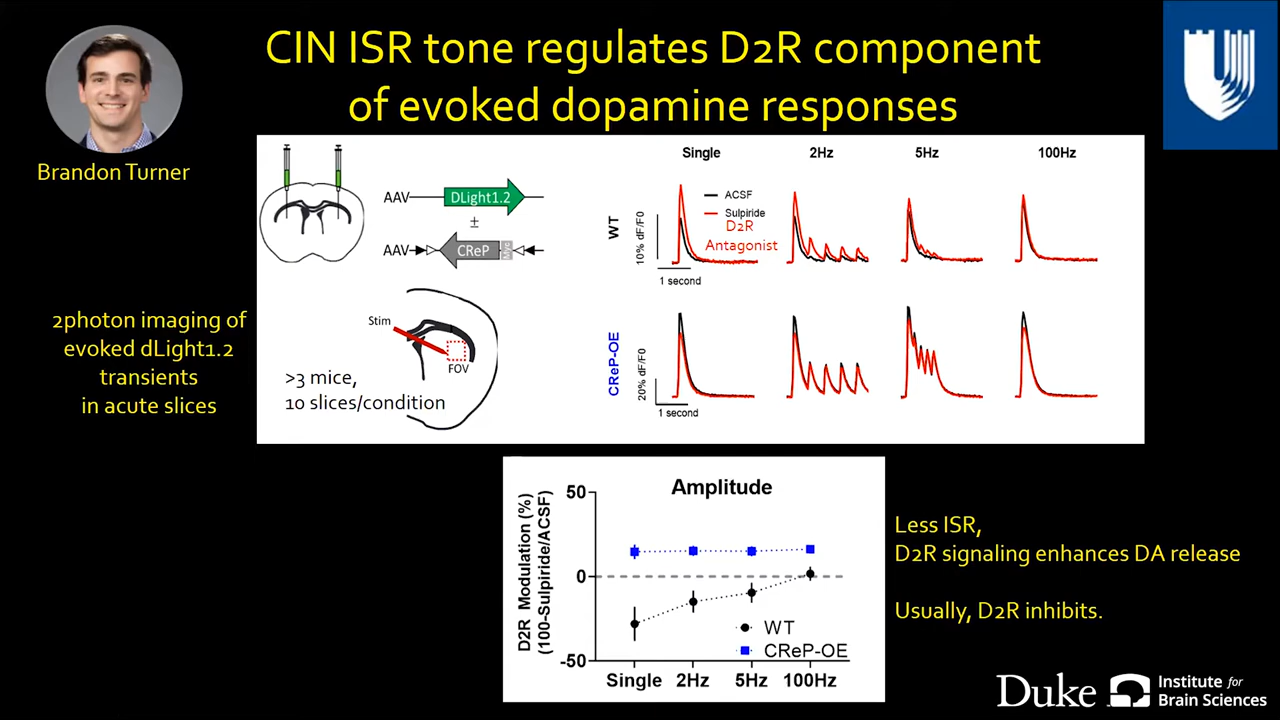 CIN ISR tone regulates D2R component
of evoked dopamine responses
Brandon Turner
2photon imaging of
evoked dLight1.2
transients
in acute slices
AAV
DLight1.2
±
AAV
CReP
Myc
Stim
FOV
>3 mice,
10 slices/condition
Single
2Hz
5Hz
100Hz
WT
10% dF/F0
ACSF
Sulpiride
D2R
Antagonist
1 second
CReP-OE
20% dF/F0
1 second
Amplitude
D2R Modulation (%)
(100-Sulpiride/ACSF)
50
0
-50
WT
CReP-OE
Single
2Hz
5Hz
100Hz
Less ISR,
D2R signaling enhances DA release
Usually, D2R inhibits.
Duke
Institute for
Brain Sciences